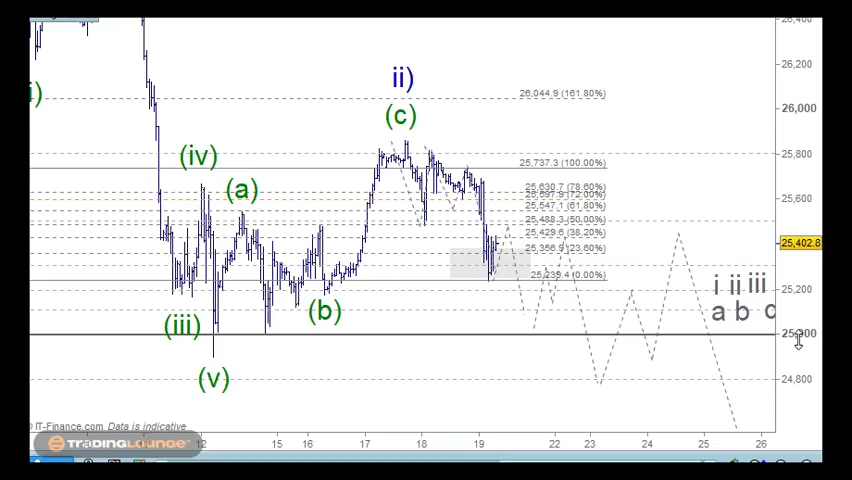 26,400
26,200
ii)
i)
26,044.9 (161.80%)
26,000
(c)
(iv)
25,800
25,737.3 (100.00%)
(a)
25,630.7 (78.60%)
25,597.9 (72.00%)
25,600
25,547.1 (61.80%)
25,488.3 (50.00%)
25,429.6 (38.20%)
25,402.8
25,356.9 (23.60%)
25,239.4 (0.00%)
25,200
i ii iii
(b)
a b c
(iii)
(v)
24,800
© IT-Finance.com Data is indicative
TRADINGLOUNGE
12 15 16 17 18 19 22 23 24 25 26